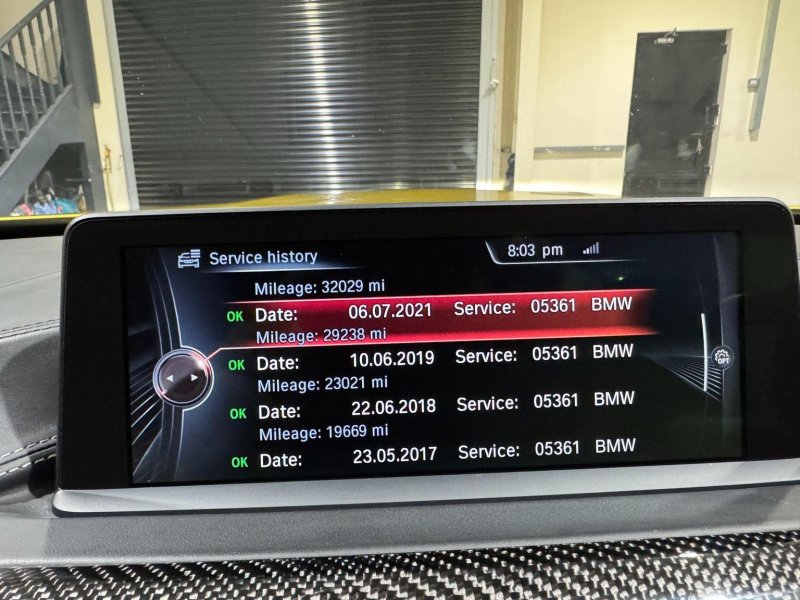 Service history
8:03 pm
Mileage: 32029 mi
OK Date: 06.07.2021 Service: 05361 BMW
Mileage: 29238 mi
OK Date: 10.06.2019 Service: 05361 BMW
Mileage: 23021 mi
OK Date: 22.06.2018 Service: 05361 BMW
Mileage: 19669 mi
OK Date: 23.05.2017 Service: 05361 BMW
OPT